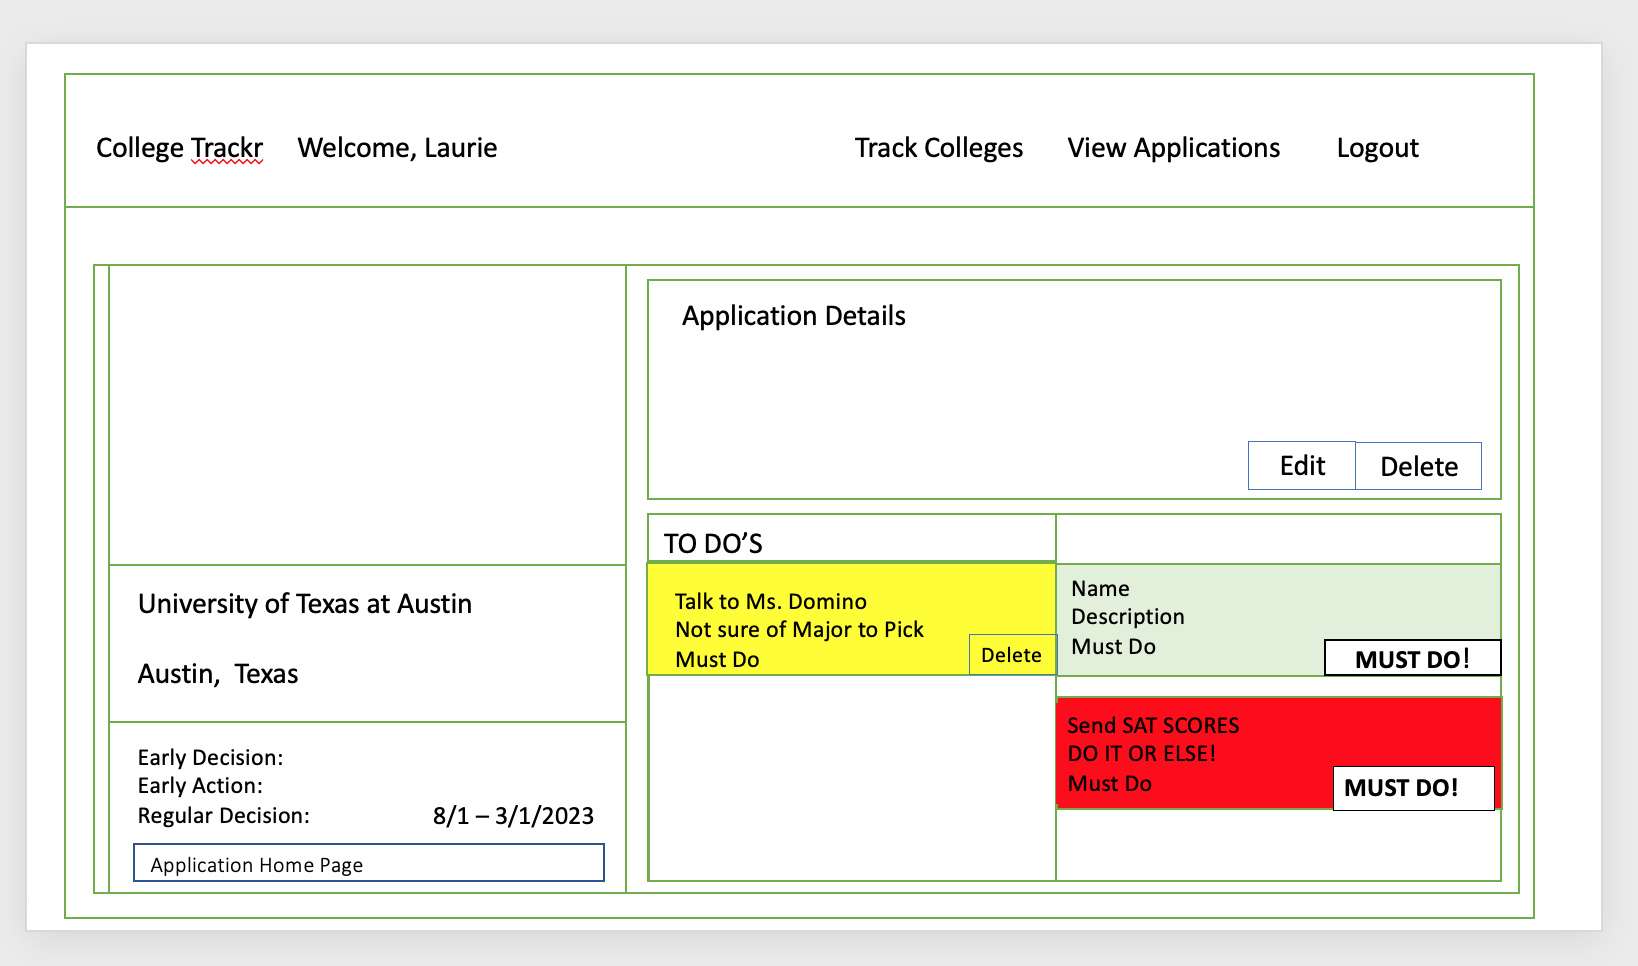 College Trackr Welcome, Laurie Track Colleges View Applications Logout
University of Texas at Austin
Austin, Texas
Early Decision:
Early Action:
Regular Decision: 8/1 – 3/1/2023
Application Home Page
Application Details
Edit Delete
TO DO’S
Talk to Ms. Domino
Not sure of Major to Pick
Must Do
Delete
Name
Description
Must Do
MUST DO!
Send SAT SCORES
DO IT OR ELSE!
Must Do
MUST DO!